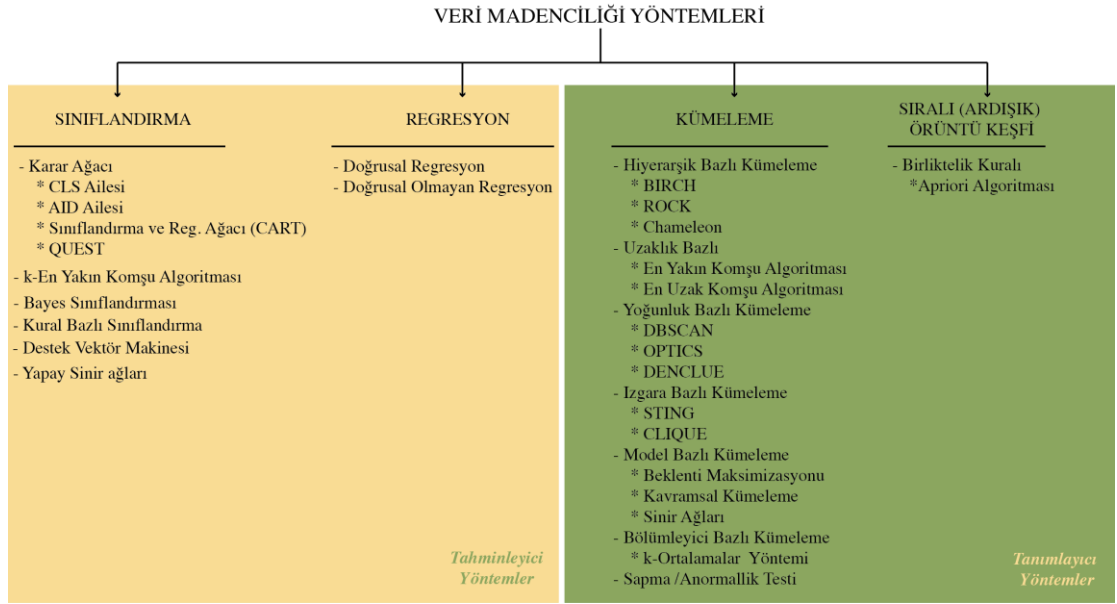 VERİ MADENCİLİĞİ YÖNTEMLERİ
SINIFLANDIRMA
- Karar Ağacı
* CLS Ailesi
* AID Ailesi
* Sınıflandırma ve Reg. Ağacı (CART)
* QUEST
- k-En Yakın Komşu Algoritması
- Bayes Sınıflandırması
- Kural Bazlı Sınıflandırma
- Destek Vektör Makinesi
- Yapay Sinir ağları
REGRESYON
- Doğrusal Regresyon
- Doğrusal Olmayan Regresyon
Tahminleyici
Yöntemler
KÜMELEME
- Hiyerarşik Bazlı Kümeleme
* BIRCH
* ROCK
* Chameleon
- Uzaklık Bazlı
* En Yakın Komşu Algoritması
* En Uzak Komşu Algoritması
- Yoğunluk Bazlı Kümeleme
* DBSCAN
* OPTICS
* DENCLUE
- Izgara Bazlı Kümeleme
* STING
* CLIQUE
- Model Bazlı Kümeleme
* Beklenti Maksimizasyonu
* Kavramsal Kümeleme
* Sinir Ağları
- Bölümleyici Bazlı Kümeleme
* k-Ortalamalar Yöntemi
- Sapma /Anormallik Testi
SIRALI (ARDIŞIK)
ÖRÜNTÜ KEŞFİ
- Birliktelik Kuralı
*Apriori Algoritması
Tanımlayıcı
Yöntemler